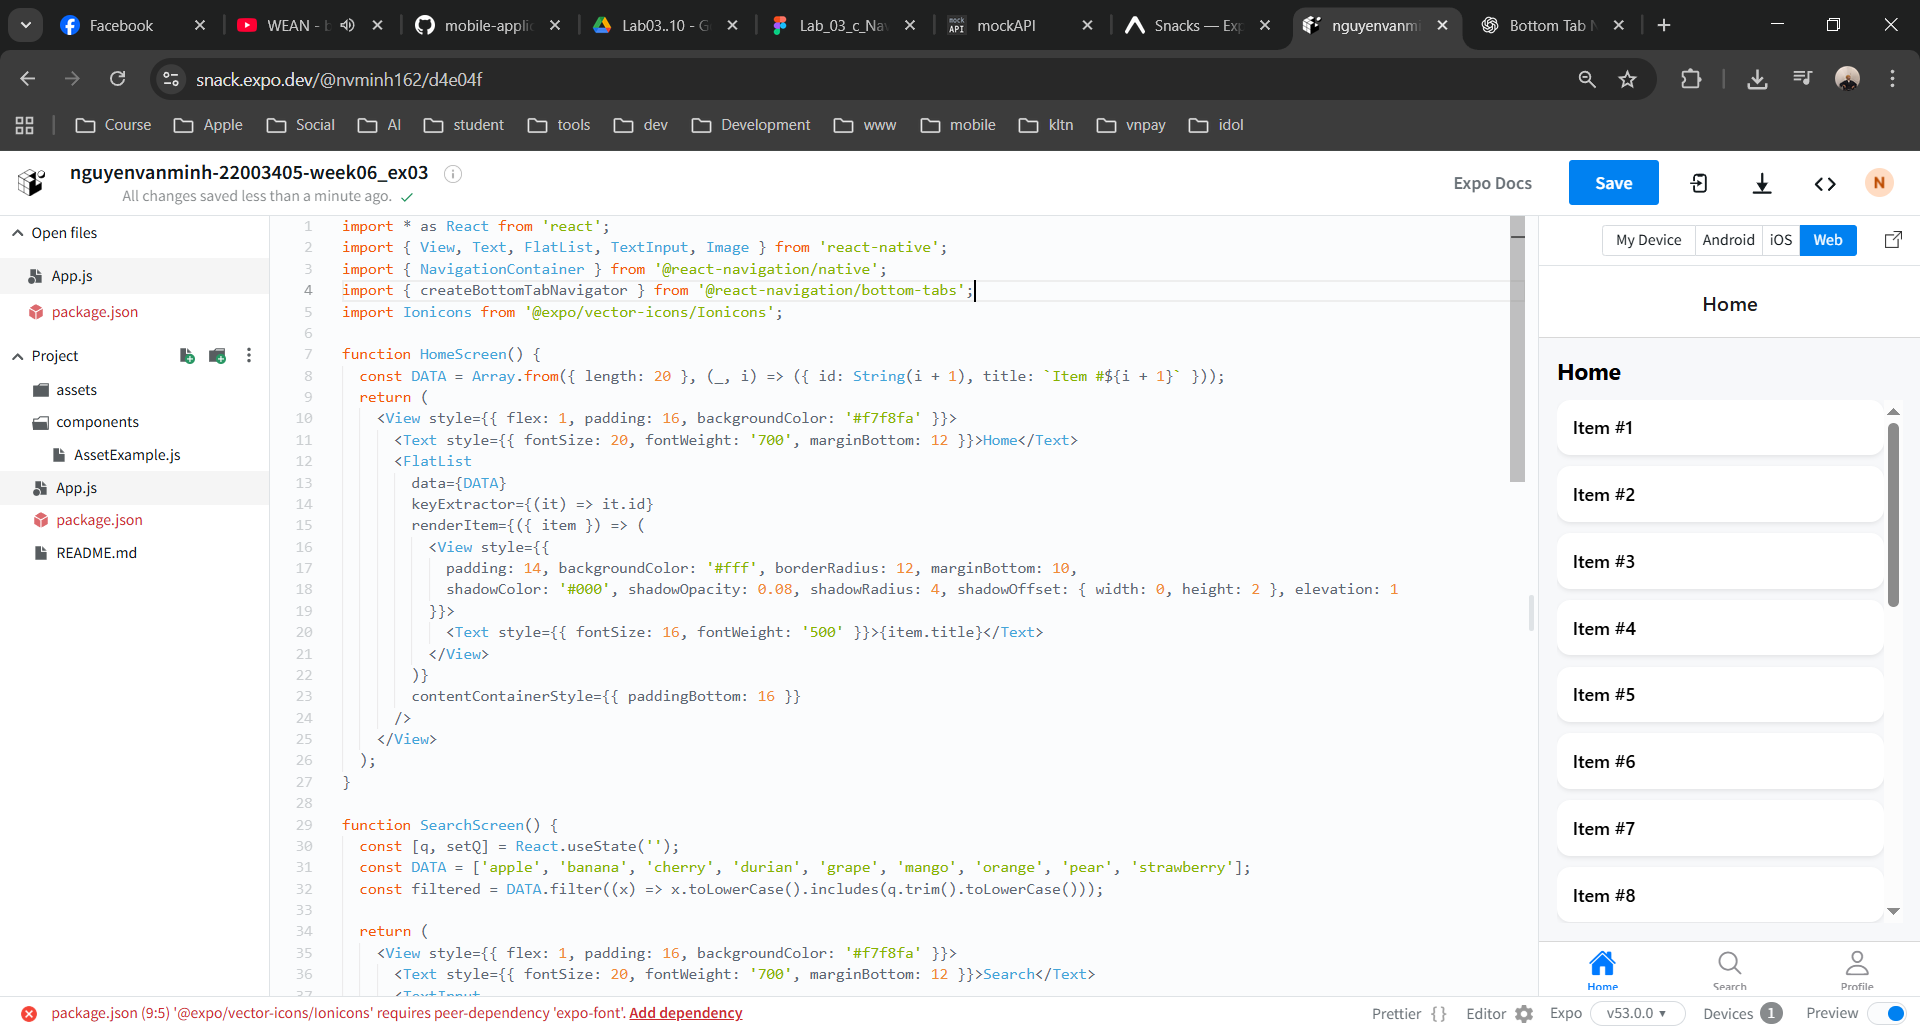 Facebook
WEAN - b
mobile-applic
Lab03..10 - Go
Lab_03_c_Nav
mock API
mockAPI
Snacks — Exp
nguyenvanmi
Bottom Tab N
snack.expo.dev/@nvminh162/d4e04f
Course
Apple
Social
AI
student
tools
dev
Development
www
mobile
kltn
vnpay
idol
nguyenvanminh-22003405-week06_ex03
All changes saved less than a minute ago.
Expo Docs
Save
N
Open files
App.js
package.json
Project
assets
components
AssetExample.js
App.js
package.json
README.md
1 import * as React from 'react';
2 import { View, Text, FlatList, TextInput, Image } from 'react-native';
3 import { NavigationContainer } from '@react-navigation/native';
4 import { createBottomTabNavigator } from '@react-navigation/bottom-tabs';
5 import Ionicons from '@expo/vector-icons/Ionicons';
6
7 function HomeScreen() {
8 const DATA = Array.from({ length: 20 }, (_, i) => ({ id: String(i + 1), title: `Item #${i + 1}` }));
9 return (
10 <View style={{ flex: 1, padding: 16, backgroundColor: '#f7f8fa' }}>
11 <Text style={{ fontSize: 20, fontWeight: '700', marginBottom: 12 }}>Home</Text>
12 <FlatList
13 data={DATA}
14 keyExtractor={(it) => it.id}
15 renderItem={({ item }) => (
16 <View style={{
17 padding: 14, backgroundColor: '#fff', borderRadius: 12, marginBottom: 10,
18 shadowColor: '#000', shadowOpacity: 0.08, shadowRadius: 4, shadowOffset: { width: 0, height: 2 }, elevation: 1
19 }}>
20 <Text style={{ fontSize: 16, fontWeight: '500' }}>{item.title}</Text>
21 </View>
22 )}
23 contentContainerStyle={{ paddingBottom: 16 }}
24 />
25 </View>
26 );
27 }
28
29 function SearchScreen() {
30 const [q, setQ] = React.useState('');
31 const DATA = ['apple', 'banana', 'cherry', 'durian', 'grape', 'mango', 'orange', 'pear', 'strawberry'];
32 const filtered = DATA.filter((x) => x.toLowerCase().includes(q.trim().toLowerCase()));
33
34 return (
35 <View style={{ flex: 1, padding: 16, backgroundColor: '#f7f8fa' }}>
36 <Text style={{ fontSize: 20, fontWeight: '700', marginBottom: 12 }}>Search</Text>
37 <TextInput
My Device
Android
iOS
Web
Home
Home
Item #1
Item #2
Item #3
Item #4
Item #5
Item #6
Item #7
Item #8
Home
Search
Profile
package.json (9:5) '@expo/vector-icons/Ionicons' requires peer-dependency 'expo-font'. Add dependency
Prettier {}
Editor
Expo
v53.0.0
Devices 1
Preview